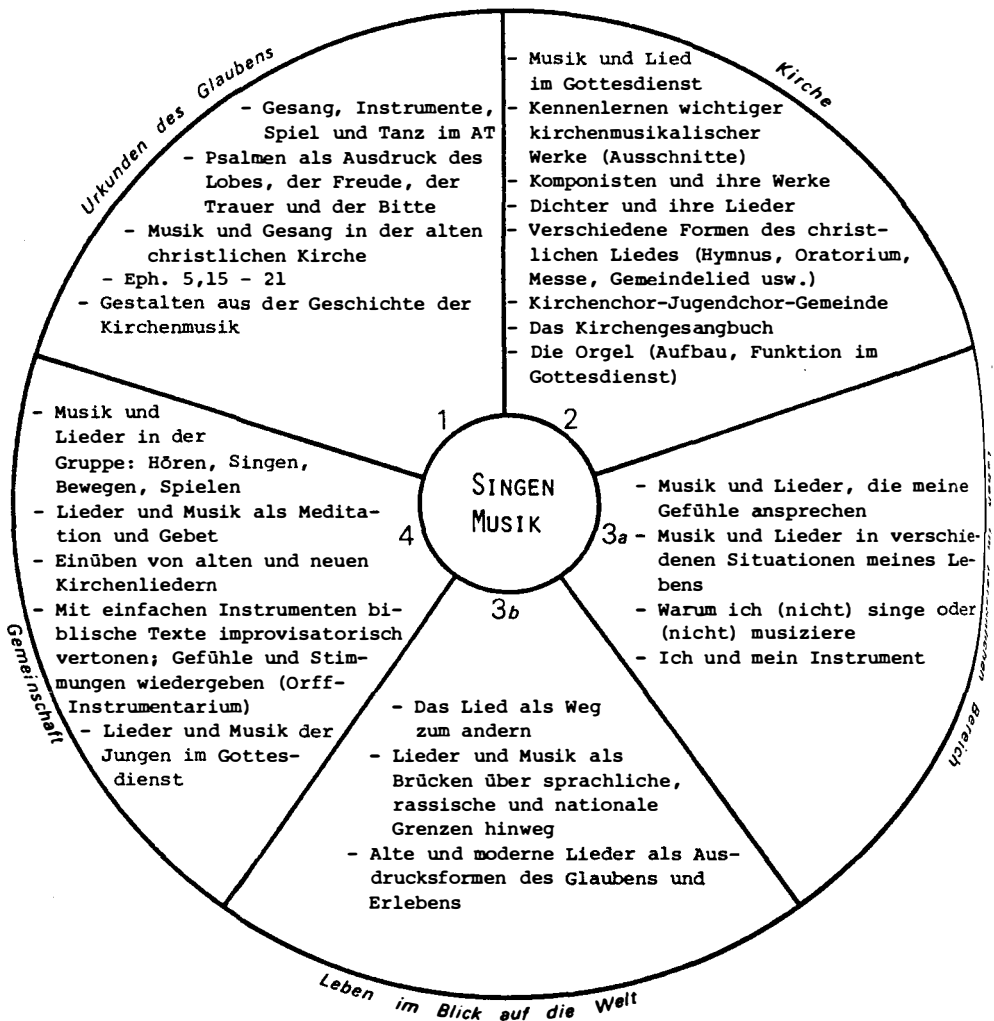 Urkunden des Glaubens
- Gesang, Instrumente,
Spiel und Tanz im AT
- Psalmen als Ausdruck des
Lobes, der Freude, der
Trauer und der Bitte
- Musik und Gesang in der alten
christlichen Kirche
- Eph. 5,15 - 21
- Gestalten aus der Geschichte der
Kirchenmusik
1
Kirche
- Musik und Lied
im Gottesdienst
- Kennenlernen wichtiger
kirchenmusikalischer
Werke (Ausschnitte)
- Komponisten und ihre Werke
- Dichter und ihre Lieder
- Verschiedene Formen des christ-
lichen Liedes (Hymnus, Oratorium,
Messe, Gemeindelied usw.)
- Kirchenchor-Jugendchor-Gemeinde
- Das Kirchengesangbuch
- Die Orgel (Aufbau, Funktion im
Gottesdienst)
2
SINGEN
MUSIK
Bereich
3a
- Musik und Lieder, die meine
Gefühle ansprechen
- Musik und Lieder in verschie-
denen Situationen meines Le-
bens
- Warum ich (nicht) singe oder
(nicht) musiziere
- Ich und mein Instrument
3b
- Das Lied als Weg
zum andern
- Lieder und Musik als
Brücken über sprachliche,
rassische und nationale
Grenzen hinweg
- Alte und moderne Lieder als Aus-
drucksformen des Glaubens und
Erlebens
Leben im Blick auf die Welt
4
- Musik und
Lieder in der
Gruppe: Hören, Singen,
Bewegen, Spielen
- Lieder und Musik als Medita-
tion und Gebet
- Einüben von alten und neuen
Kirchenliedern
- Mit einfachen Instrumenten bi-
blische Texte improvisatorisch
vertonen; Gefühle und Stim-
mungen wiedergeben (Orff-
Instrumentarium)
- Lieder und Musik der
Jungen im Gottes-
dienst
Gemeinschaft